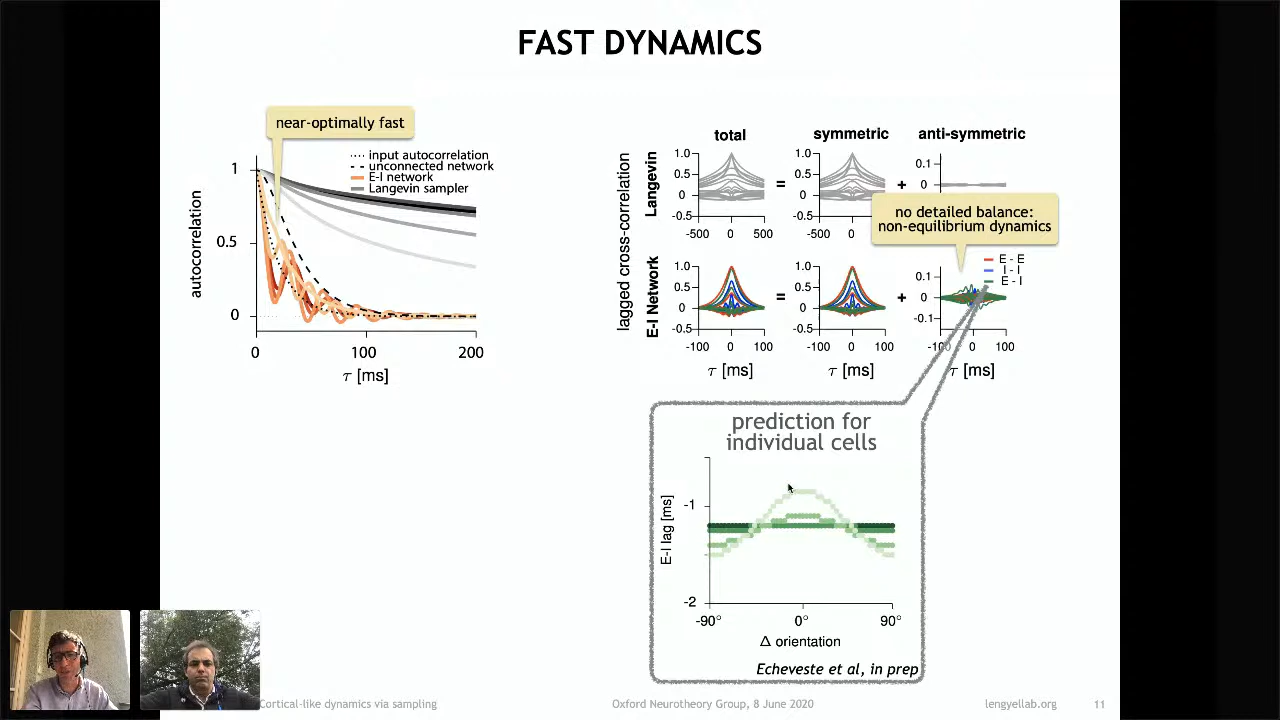 FAST DYNAMICS
near-optimally fast
input autocorrelation
unconnected network
E-I network
Langevin sampler
autocorrelation
1
0.5
0
0 100 200
τ [ms]
total symmetric anti-symmetric
lagged cross-correlation
Langevin
1.0 1.0 0.1
0.5 0.5
0 0 0
-0.5 -0.5
-500 0 500 -500 0
=
+
no detailed balance:
non-equilibrium dynamics
E - E
I - I
E - I
E-I Network
1.0 1.0 0.1
0.5 0.5 0
0 0 -0.1
-0.5 -0.5
=
+
-100 0 100 -100 0 100 -100 0 100
τ [ms] τ [ms] τ [ms]
prediction for
individual cells
E-I lag [ms]
-1
-2
-90° 0° 90°
Δ orientation
Echeveste et al, in prep
Cortical-like dynamics via sampling
Oxford Neurotheory Group, 8 June 2020
lengyellab.org
11